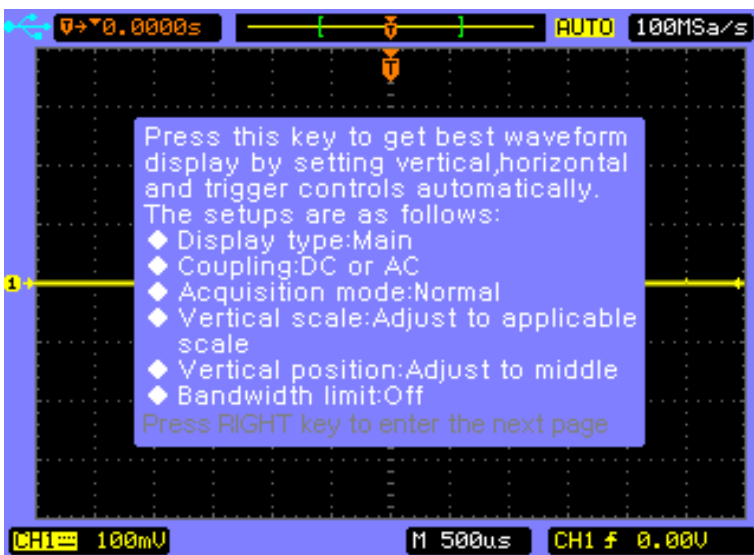 0.0000s AUTO 100MSa/s
T
Press this key to get best waveform
display by setting vertical,horizontal
and trigger controls automatically.
The setups are as follows:
◆ Display type:Main
◆ Coupling:DC or AC
1
◆ Acquisition mode:Normal
◆ Vertical scale:Adjust to applicable
scale
◆ Vertical position:Adjust to middle
◆ Bandwidth limit:Off
Press RIGHT key to enter the next page
CH1 100mV M 500us CH1 0.00V